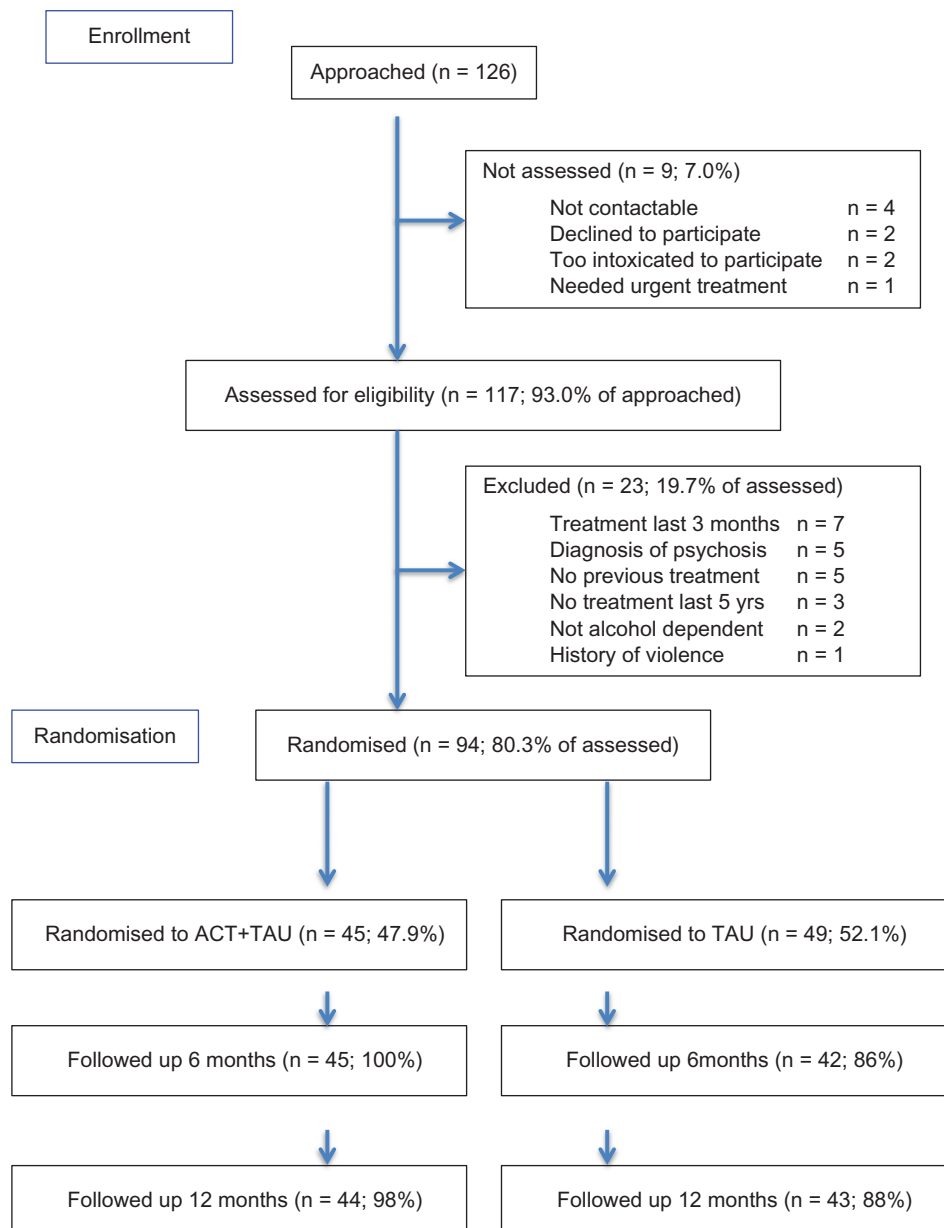 Enrollment
Approached (n = 126)
Not assessed (n = 9; 7.0%)
Not contactable n = 4
Declined to participate n = 2
Too intoxicated to participate n = 2
Needed urgent treatment n = 1
Assessed for eligibility (n = 117; 93.0% of approached)
Excluded (n = 23; 19.7% of assessed)
Treatment last 3 months n = 7
Diagnosis of psychosis n = 5
No previous treatment n = 5
No treatment last 5 yrs n = 3
Not alcohol dependent n = 2
History of violence n = 1
Randomisation
Randomised (n = 94; 80.3% of assessed)
Randomised to ACT+TAU (n = 45; 47.9%)
Randomised to TAU (n = 49; 52.1%)
Followed up 6 months (n = 45; 100%)
Followed up 6months (n = 42; 86%)
Followed up 12 months (n = 44; 98%)
Followed up 12 months (n = 43; 88%)